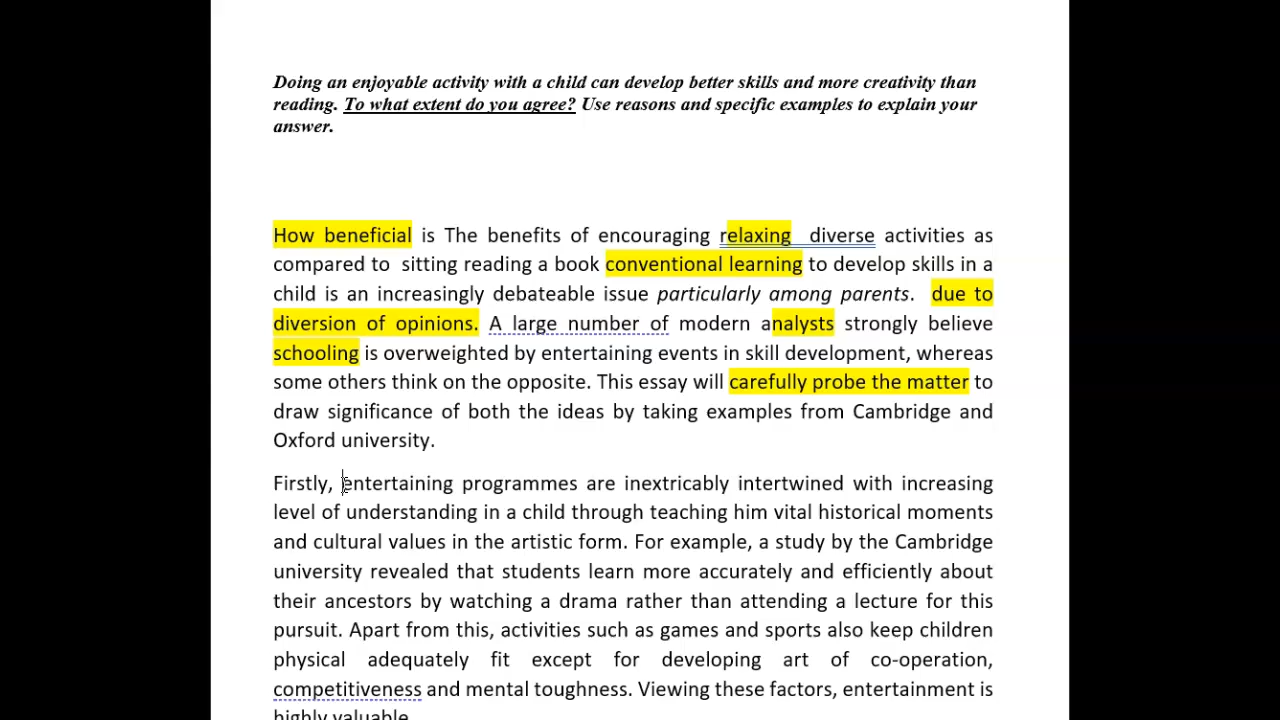 Doing an enjoyable activity with a child can develop better skills and more creativity than
reading. To what extent do you agree? Use reasons and specific examples to explain your
answer.
How beneficial is The benefits of encouraging relaxing diverse activities as
compared to sitting reading a book conventional learning to develop skills in a
child is an increasingly debateable issue particularly among parents. due to
diversion of opinions. A large number of modern analysts strongly believe
schooling is overweighted by entertaining events in skill development, whereas
some others think on the opposite. This essay will carefully probe the matter to
draw significance of both the ideas by taking examples from Cambridge and
Oxford university.
Firstly, entertaining programmes are inextricably intertwined with increasing
level of understanding in a child through teaching him vital historical moments
and cultural values in the artistic form. For example, a study by the Cambridge
university revealed that students learn more accurately and efficiently about
their ancestors by watching a drama rather than attending a lecture for this
pursuit. Apart from this, activities such as games and sports also keep children
physical adequately fit except for developing art of co-operation,
competitiveness and mental toughness. Viewing these factors, entertainment is
highly valuable.